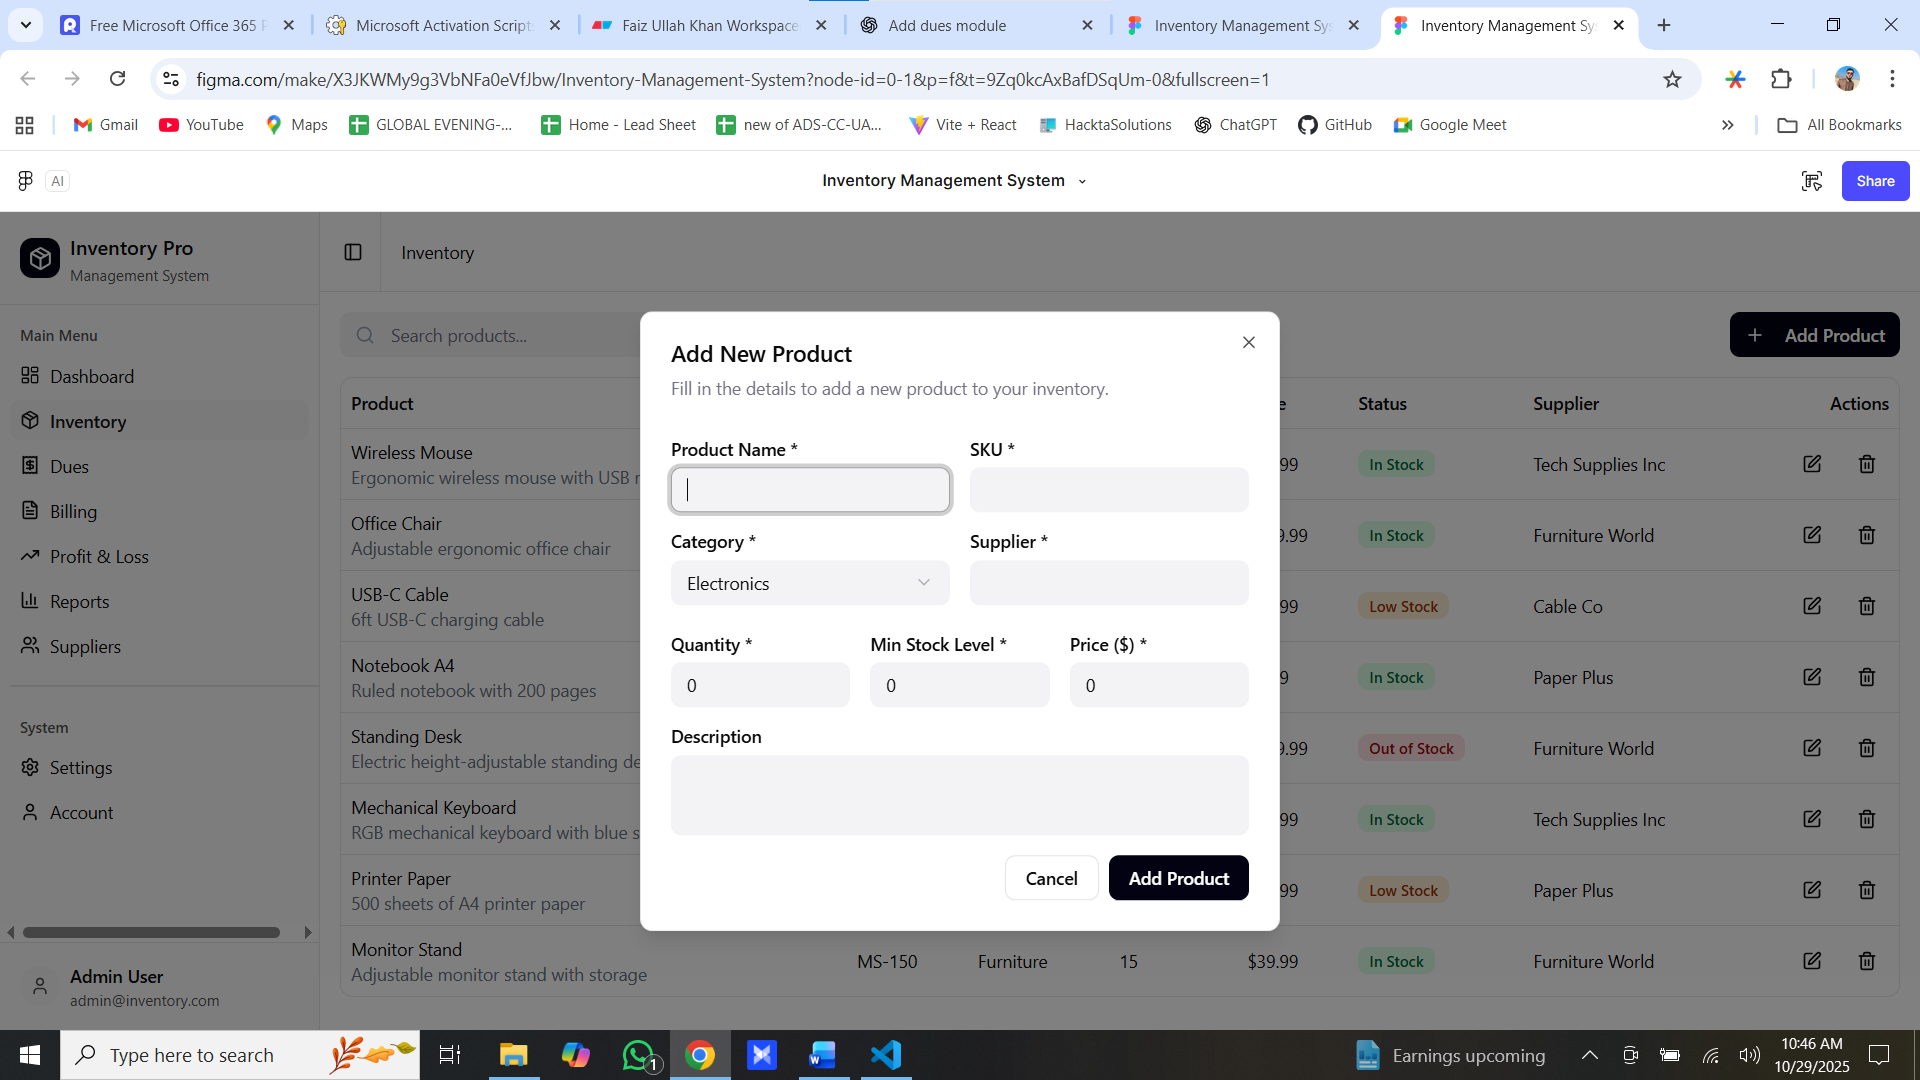 Free Microsoft Office 365 P
Microsoft Activation Scripts
Faiz Ullah Khan Workspace
Add dues module
Inventory Management Sys
Inventory Management Sys
figma.com/make/X3JKWMy9g3VbNFa0eVfJbw/Inventory-Management-System?node-id=0-1&p=f&t=9Zq0kcAxBafDSqUm-0&fullscreen=1
Gmail
YouTube
Maps
GLOBAL EVENING-...
Home - Lead Sheet
new of ADS-CC-UA...
Vite + React
HacktaSolutions
ChatGPT
GitHub
Google Meet
All Bookmarks
AI
Inventory Management System
Share
Inventory Pro
Management System
Main Menu
Dashboard
Inventory
Dues
Billing
Profit & Loss
Reports
Suppliers
System
Settings
Account
Admin User
admin@inventory.com
Inventory
Search products...
Add Product
Product
Status
Supplier
Actions
Wireless Mouse
Ergonomic wireless mouse with USB r
99
In Stock
Tech Supplies Inc
Office Chair
Adjustable ergonomic office chair
9.99
In Stock
Furniture World
USB-C Cable
6ft USB-C charging cable
99
Low Stock
Cable Co
Notebook A4
Ruled notebook with 200 pages
9
In Stock
Paper Plus
Standing Desk
Electric height-adjustable standing de
9.99
Out of Stock
Furniture World
Mechanical Keyboard
RGB mechanical keyboard with blue s
99
In Stock
Tech Supplies Inc
Printer Paper
500 sheets of A4 printer paper
99
Low Stock
Paper Plus
Monitor Stand
Adjustable monitor stand with storage
MS-150
Furniture
15
$39.99
In Stock
Furniture World
Add New Product
Fill in the details to add a new product to your inventory.
Product Name *
SKU *
Category *
Supplier *
Electronics
Quantity *
Min Stock Level *
Price ($) *
0
0
0
Description
Cancel
Add Product
Type here to search
1
Earnings upcoming
10:46 AM
10/29/2025